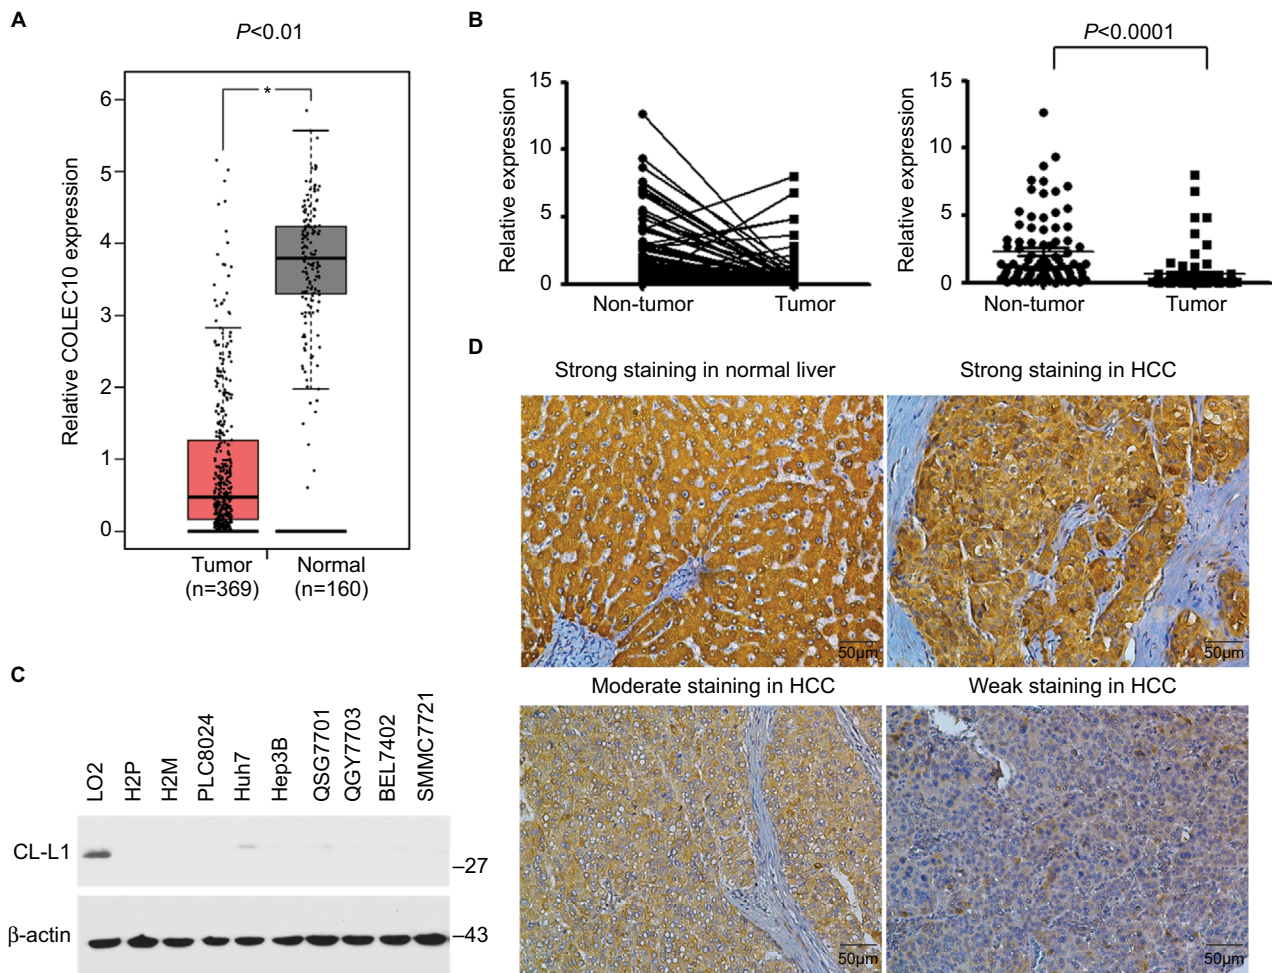 A
P<0.01
*
Relative COLEC10 expression
6
5
4
3
2
1
0
Tumor
(n=369)
Normal
(n=160)
B
Relative expression
15
10
5
0
Non-tumor
Tumor
P<0.0001
Relative expression
15
10
5
0
Non-tumor
Tumor
C
LO2
H2P
H2M
PLC8024
Huh7
Hep3B
QSG7701
QGY7703
BEL7402
SMMC7721
CL-L1
–27
β-actin
–43
D
Strong staining in normal liver
50μm
Strong staining in HCC
50μm
Moderate staining in HCC
50μm
Weak staining in HCC
50μm